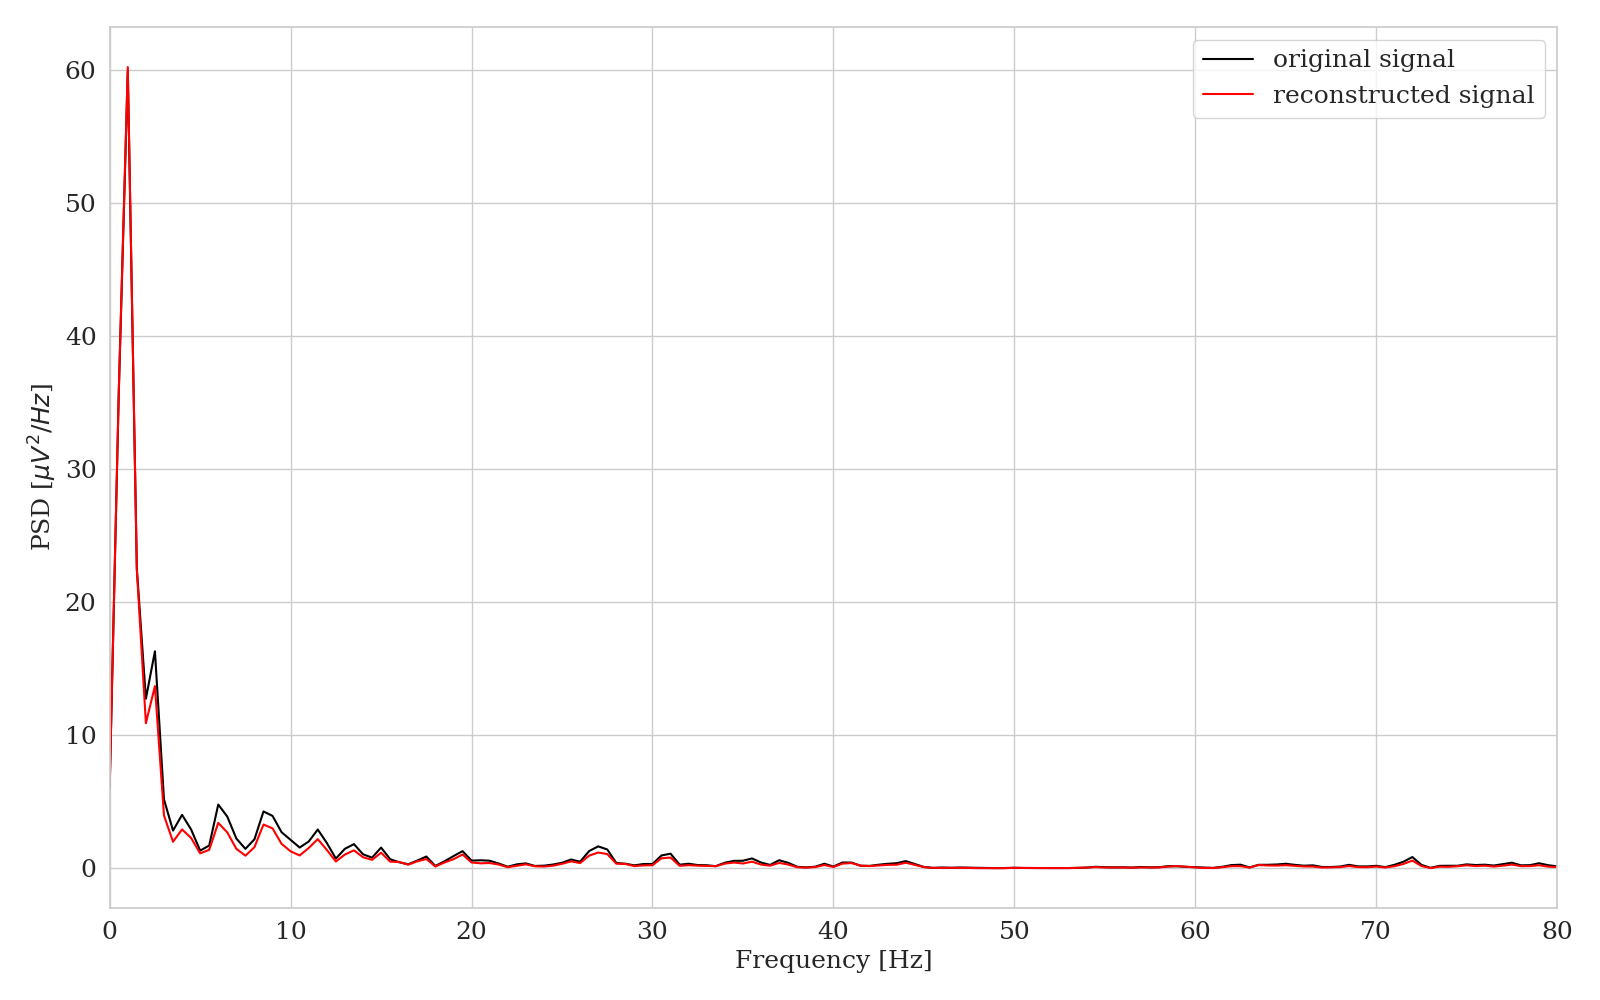 original signal
reconstructed signal
60
50
40
30
20
10
0
PSD [μV²/Hz]
0 10 20 30 40 50 60 70 80
Frequency [Hz]